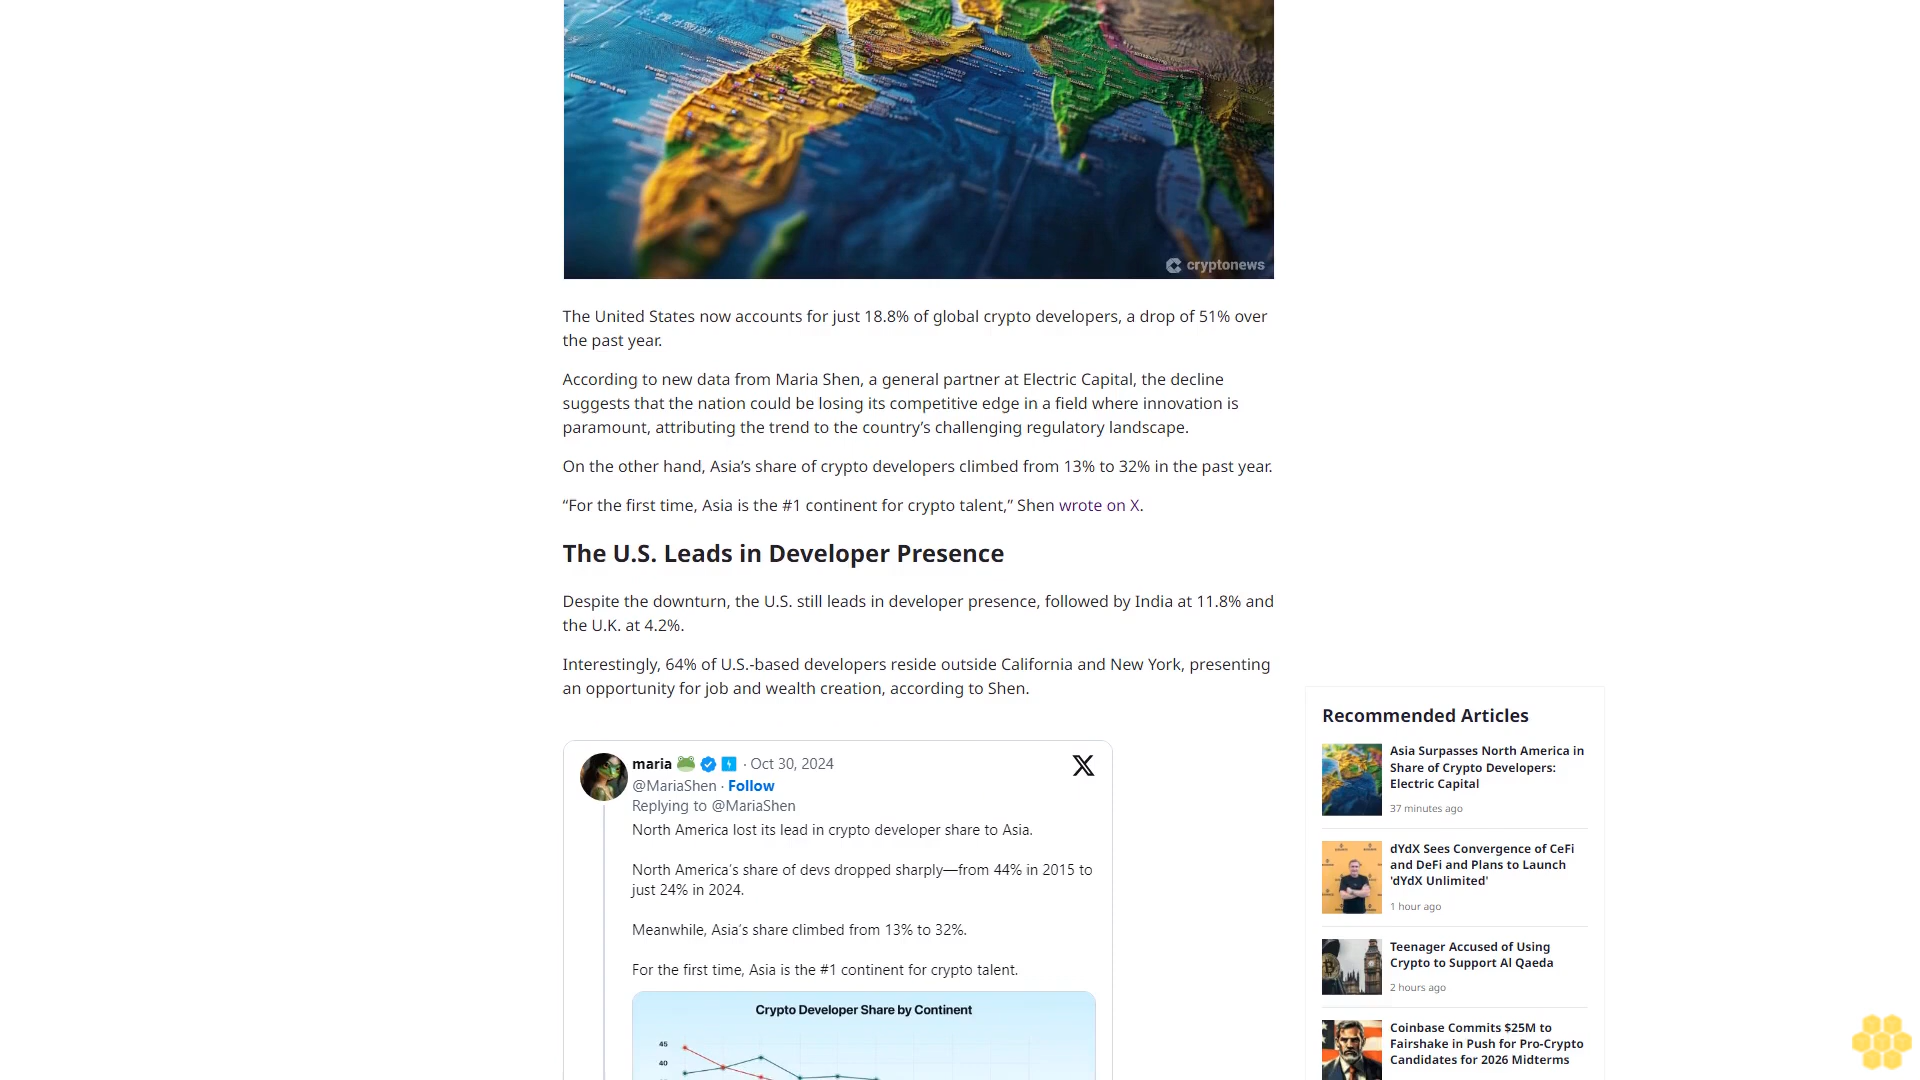 cryptonews
The United States now accounts for just 18.8% of global crypto developers, a drop of 51% over
the past year.
According to new data from Maria Shen, a general partner at Electric Capital, the decline
suggests that the nation could be losing its competitive edge in a field where innovation is
paramount, attributing the trend to the country’s challenging regulatory landscape.
On the other hand, Asia’s share of crypto developers climbed from 13% to 32% in the past year.
“For the first time, Asia is the #1 continent for crypto talent,” Shen wrote on X.
The U.S. Leads in Developer Presence
Despite the downturn, the U.S. still leads in developer presence, followed by India at 11.8% and
the U.K. at 4.2%.
Interestingly, 64% of U.S.-based developers reside outside California and New York, presenting
an opportunity for job and wealth creation, according to Shen.
maria · Oct 30, 2024
@MariaShen · Follow
Replying to @MariaShen
North America lost its lead in crypto developer share to Asia.
North America’s share of devs dropped sharply—from 44% in 2015 to
just 24% in 2024.
Meanwhile, Asia’s share climbed from 13% to 32%.
For the first time, Asia is the #1 continent for crypto talent.
Crypto Developer Share by Continent
45
40
Recommended Articles
Asia Surpasses North America in
Share of Crypto Developers:
Electric Capital
37 minutes ago
dYdX Sees Convergence of CeFi
and DeFi and Plans to Launch
'dYdX Unlimited'
1 hour ago
Teenager Accused of Using
Crypto to Support Al Qaeda
2 hours ago
Coinbase Commits $25M to
Fairshake in Push for Pro-Crypto
Candidates for 2026 Midterms